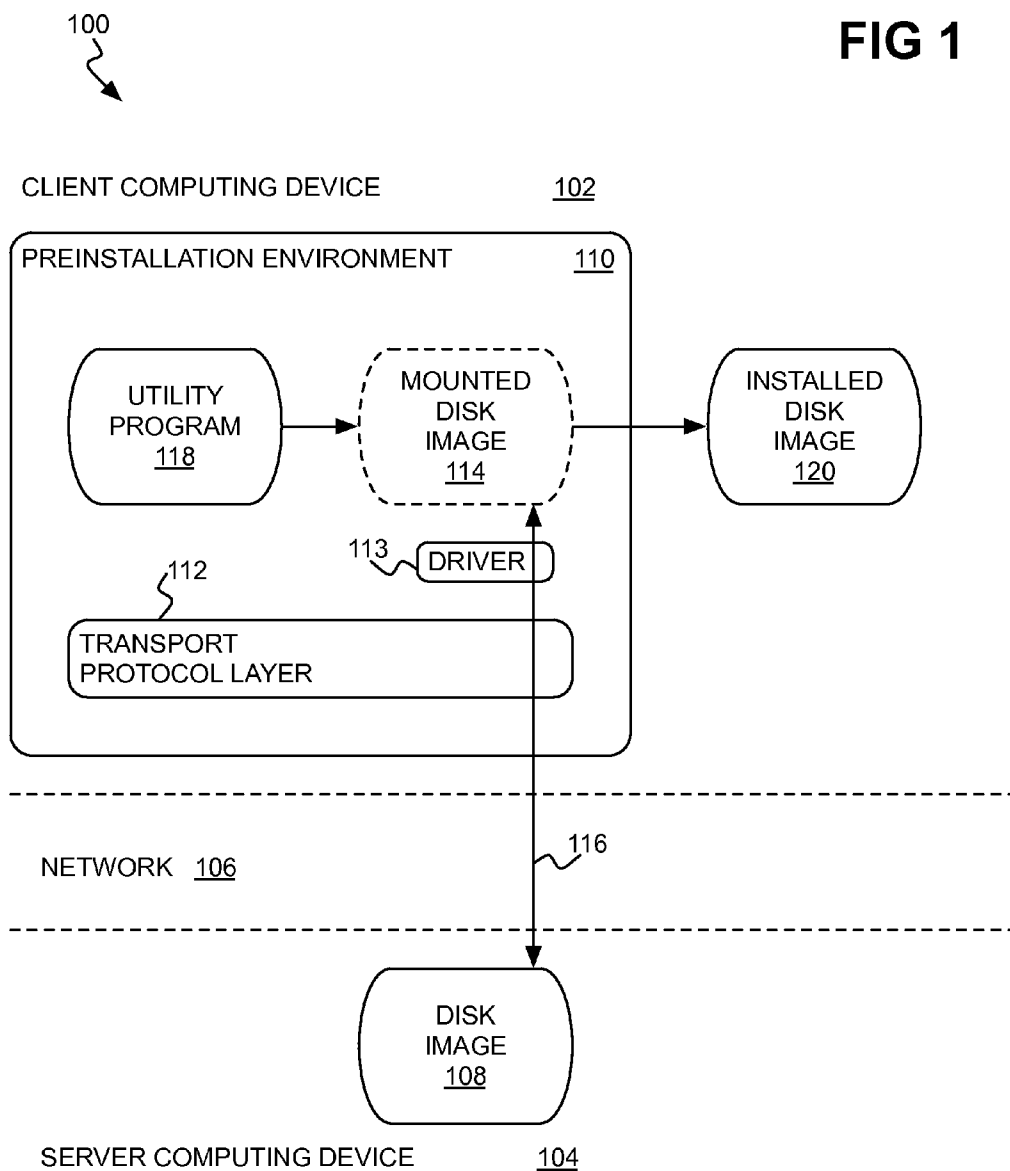 100
FIG 1
CLIENT COMPUTING DEVICE 102
PREINSTALLATION ENVIRONMENT 110
UTILITY
PROGRAM
118
MOUNTED
DISK
IMAGE
114
INSTALLED
DISK
IMAGE
120
113
DRIVER
112
TRANSPORT
PROTOCOL LAYER
116
NETWORK 106
DISK
IMAGE
108
SERVER COMPUTING DEVICE 104